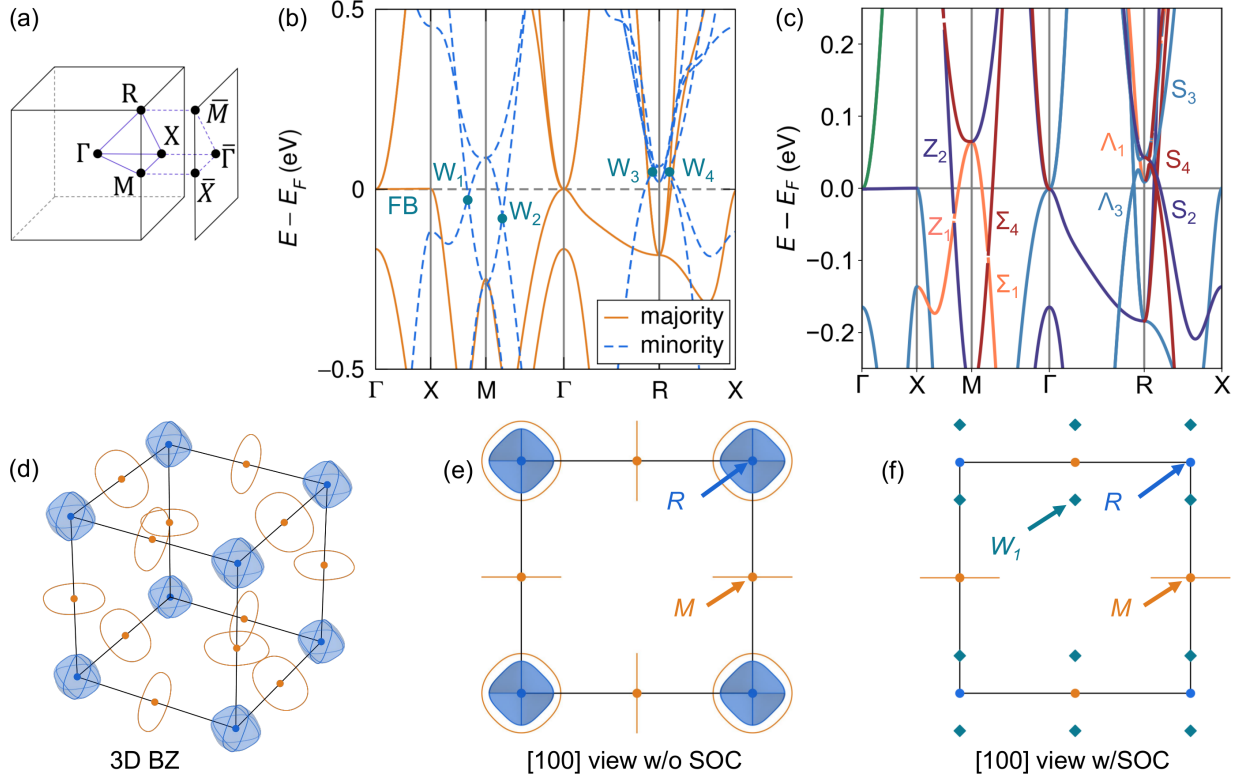 (a)
R
M̅
Γ
X
Γ̅
M
X̅
(b)
0.5
0
−0.5
E − E_F (eV)
W₁
FB
W₂
W₃
W₄
majority
minority
Γ X M Γ R X
(c)
0.2
0.1
0.0
−0.1
−0.2
E − E_F (eV)
Z₂
Z₁
Σ₄
Σ₁
Λ₁
Λ₃
S₃
S₄
S₂
Γ X M Γ R X
(d)
3D BZ
(e)
R
M
[100] view w/o SOC
(f)
W₁
R
M
[100] view w/SOC